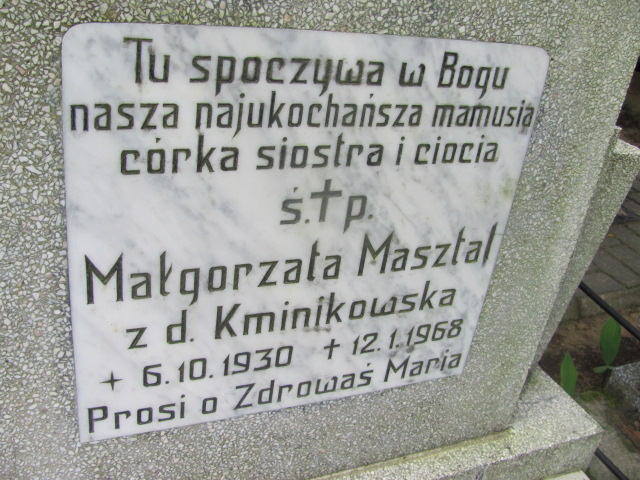 Tu spoczywa w Bogu
nasza najukochańsza mamusia
córka siostra i ciocia
ś.✝p.
Małgorzata Masztal
z d. Kminikowska
+ 6.10.1930 ✝ 12.1.1968
Prosi o Zdrowaś Maria